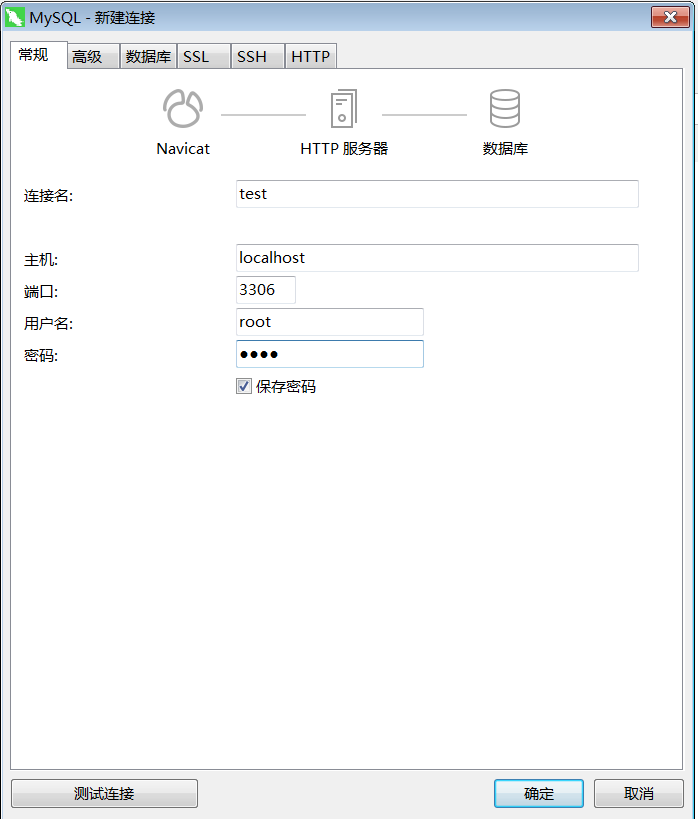 MySQL - 新建连接
常规 高级 数据库 SSL SSH HTTP
Navicat HTTP 服务器 数据库
连接名: test
主机: localhost
端口: 3306
用户名: root
密码: ●●●●
保存密码
测试连接 确定 取消